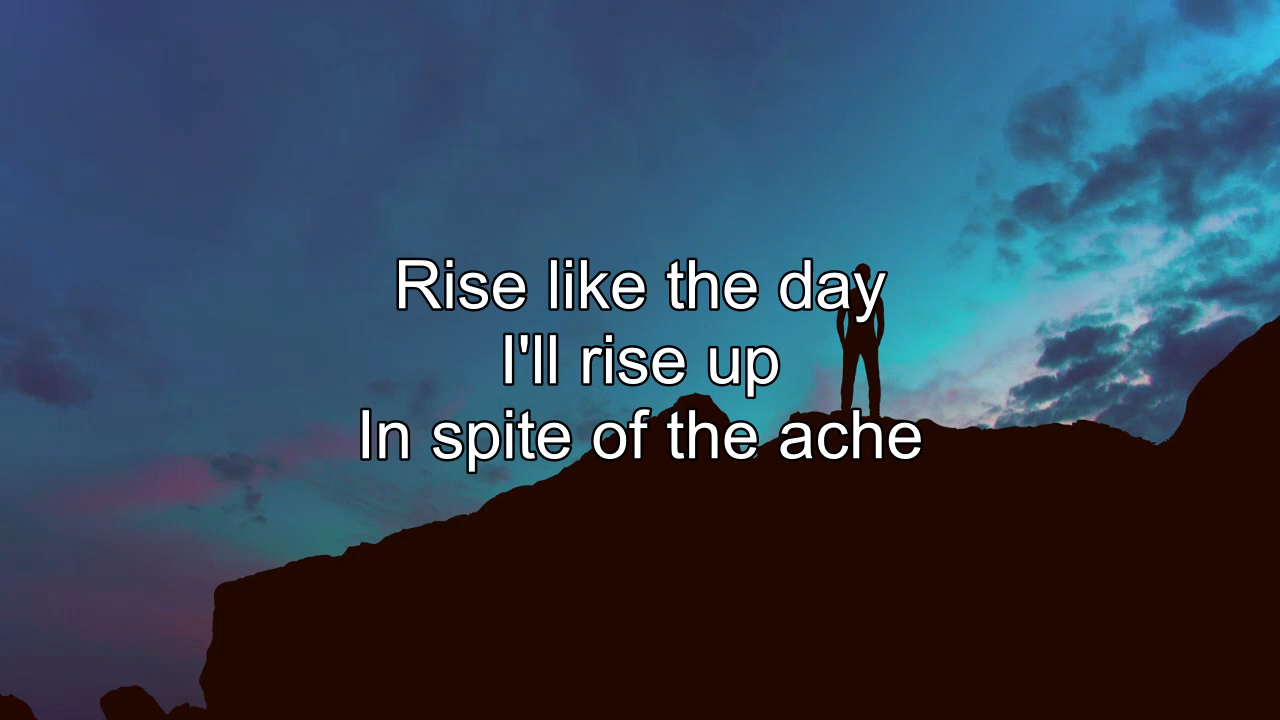 Rise like the day
I'll rise up
In spite of the ache